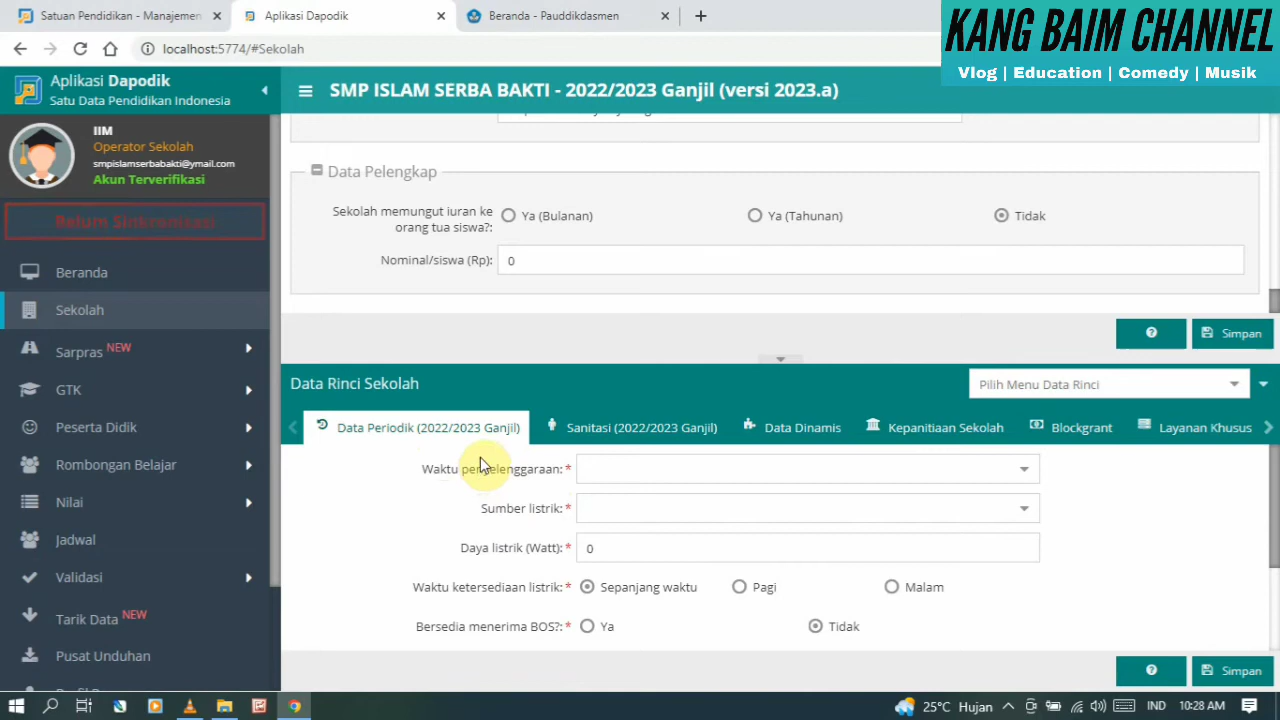 Satuan Pendidikan - Manajemen
Aplikasi Dapodik
Beranda - Pauddikdasmen
localhost:5774/#Sekolah
KANG BAIM CHANNEL
Vlog | Education | Comedy | Musik
Aplikasi Dapodik
Satu Data Pendidikan Indonesia
SMP ISLAM SERBA BAKTI - 2022/2023 Ganjil (versi 2023.a)
IIM
Operator Sekolah
smpislamserbabakti@ymail.com
Akun Terverifikasi
Return Sinkronisasi
Beranda
Sekolah
Sarpras NEW
GTK
Peserta Didik
Rombongan Belajar
Nilai
Jadwal
Validasi
Tarik Data NEW
Pusat Unduhan
Data Pelengkap
Sekolah memungut iuran ke orang tua siswa?: Ya (Bulanan) Ya (Tahunan) Tidak
Nominal/siswa (Rp): 0
Simpan
Data Rinci Sekolah
Pilih Menu Data Rinci
Data Periodik (2022/2023 Ganjil) Sanitasi (2022/2023 Ganjil) Data Dinamis Kepanitiaan Sekolah Blockgrant Layanan Khusus
Waktu penyelenggaraan: *
Sumber listrik: *
Daya listrik (Watt): * 0
Waktu ketersediaan listrik: * Sepanjang waktu Pagi Malam
Bersedia menerima BOS?: * Ya Tidak
Simpan
25°C Hujan IND 10:28 AM